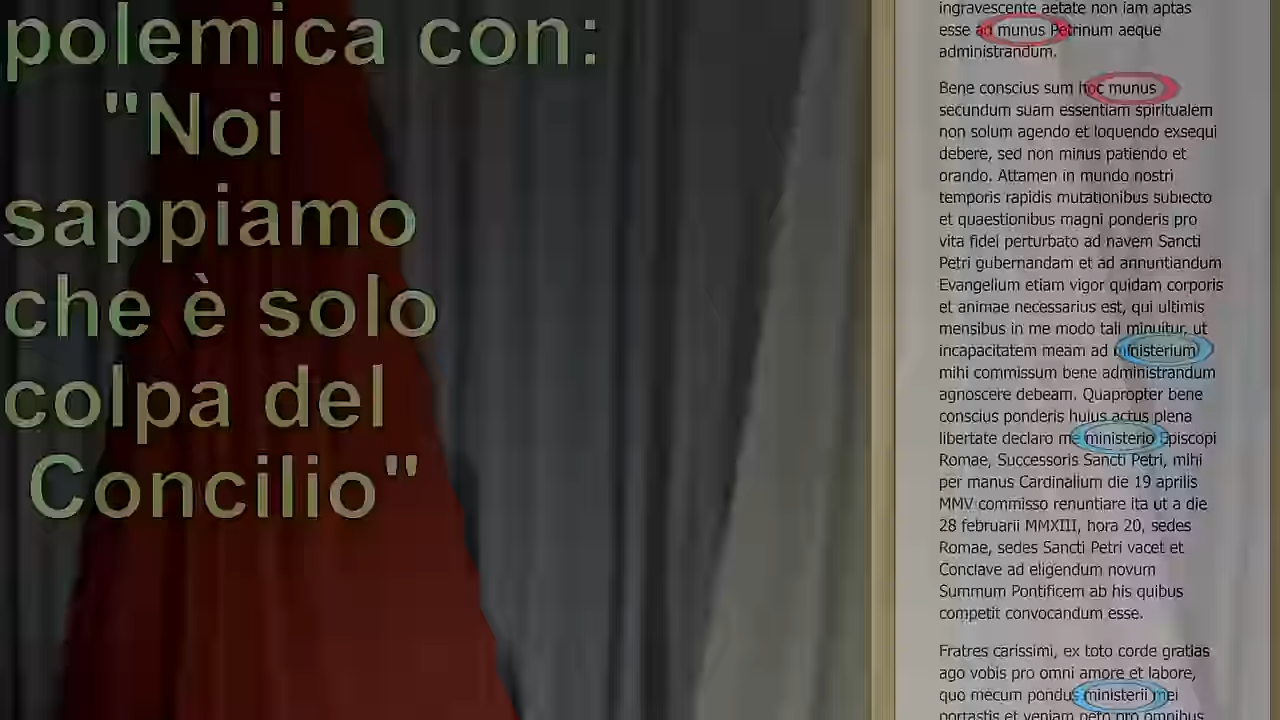 polemica con:
"Noi
sappiamo
che è solo
colpa del
Concilio"
ingravescente aetate non iam aptas
esse ad munus Petrinum aeque
administrandum.
Bene conscius sum hoc munus
secundum suam essentiam spiritualem
non solum agendo et loquendo exsequi
debere, sed non minus patiendo et
orando. Attamen in mundo nostri
temporis rapidis mutationibus subiecto
et quaestionibus magni ponderis pro
vita fidei perturbato ad navem Sancti
Petri gubernandam et ad annuntiandum
Evangelium etiam vigor quidam corporis
et animae necessarius est, qui ultimis
mensibus in me modo tali minuitur, ut
incapacitatem meam ad ministerium
mihi commissum bene administrandum
agnoscere debeam. Quapropter bene
conscius ponderis huius actus plena
libertate declaro me ministerio Episcopi
Romae, Successoris Sancti Petri, mihi
per manus Cardinalium die 19 aprilis
MMV commisso renuntiare ita ut a die
28 februarii MMXIII, hora 20, sedes
Romae, sedes Sancti Petri vacet et
Conclave ad eligendum novum
Summum Pontificem ab his quibus
competit convocandum esse.
Fratres carissimi, ex toto corde gratias
ago vobis pro omni amore et labore,
quo mecum pondus ministerii mei
portastis et veniam peto pro omnibus